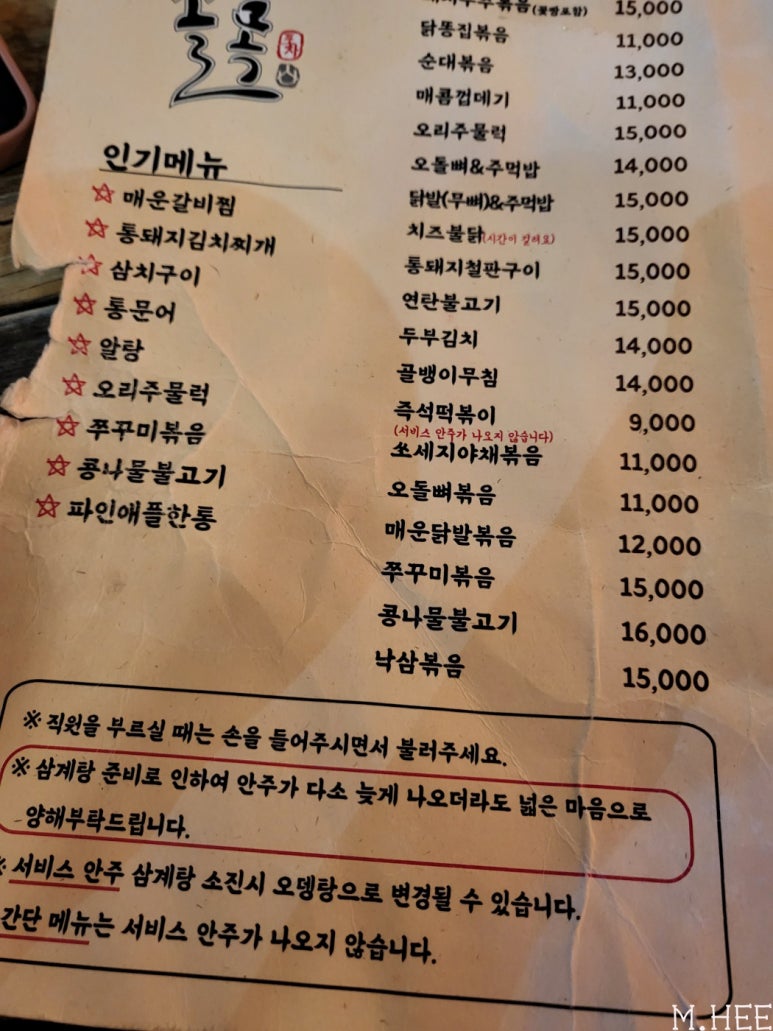 볶음(꽃빵포함) 15,000
닭똥집볶음 11,000
순대볶음 13,000
매콤껍데기 11,000
오리주물럭 15,000
오돌뼈&주먹밥 14,000
닭발(무뼈)&주먹밥 15,000
치즈불닭(시간이 걸려요) 15,000
통돼지철판구이 15,000
연탄불고기 15,000
두부김치 14,000
골뱅이무침 14,000
즉석떡볶이 9,000
(서비스 안주가 나오지 않습니다)
쏘세지야채볶음 11,000
오돌뼈볶음 11,000
매운닭발볶음 12,000
쭈꾸미볶음 15,000
콩나물불고기 16,000
낙삼볶음 15,000
인기메뉴
매운갈비찜
통돼지김치찌개
삼치구이
통문어
알탕
오리주물럭
쭈꾸미볶음
콩나물불고기
파인애플한통
※ 직원을 부르실 때는 손을 들어주시면서 불러주세요.
※ 삼계탕 준비로 인하여 안주가 다소 늦게 나오더라도 넓은 마음으로
양해부탁드립니다.
※ 서비스 안주 삼계탕 소진시 오뎅탕으로 변경될 수 있습니다.
간단 메뉴는 서비스 안주가 나오지 않습니다.
M.HEE